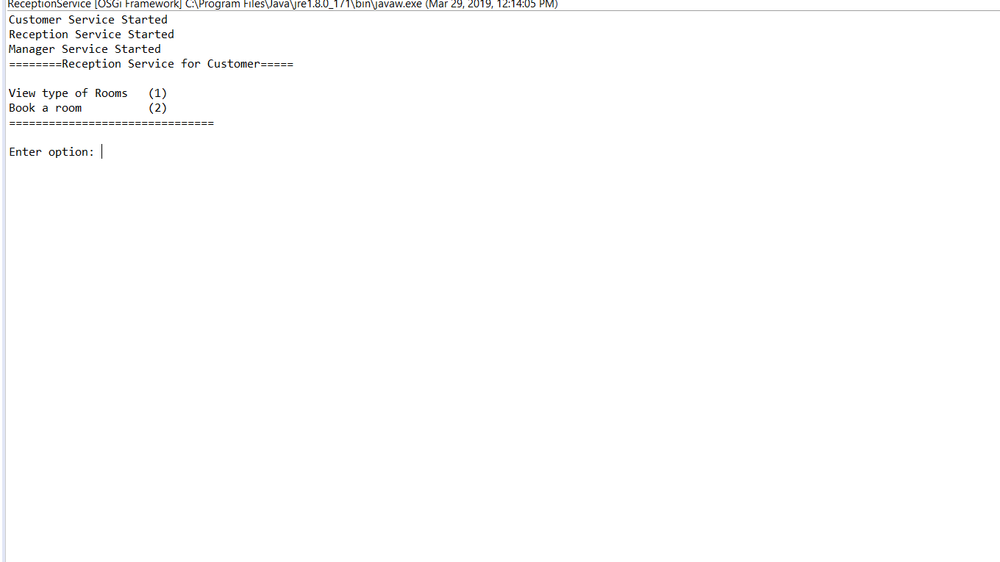 ReceptionService [OSGi Framework] C:\Program Files\Java\jre1.8.0_171\bin\javaw.exe (Mar 29, 2019, 12:14:05 PM)
Customer Service Started
Reception Service Started
Manager Service Started
========Reception Service for Customer=====
View type of Rooms   (1)
Book a room          (2)
===============================
Enter option: